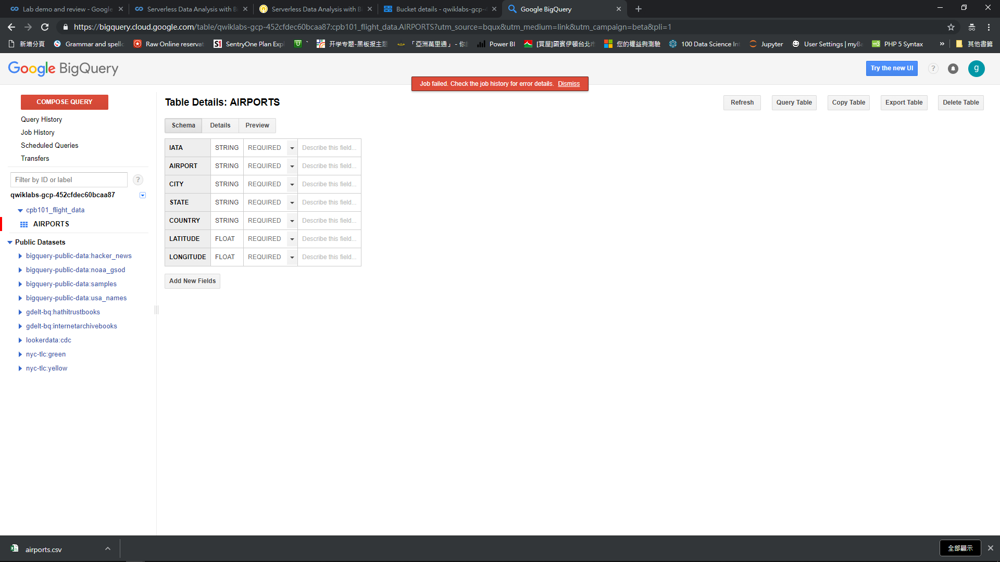 Lab demo and review - Google
Serverless Data Analysis with B
Serverless Data Analysis with B
Bucket details - qwiklabs-gcp-4
Google BigQuery
https://bigquery.cloud.google.com/table/qwiklabs-gcp-452cfdec60bcaa87:cpb101_flight_data.AIRPORTS?utm_source=bqux&utm_medium=link&utm_campaign=beta&pli=1
新增分頁
Grammar and spellc
Raw Online reservat
S1 SentryOne Plan Expl
U `
开学专题-黑板报主题
「亞洲萬里通」 - 你的
Power BI
[買屋]國賓伊頓台北市
您的權益與測驗
100 Data Science Int
Jupyter
User Settings | myBa
PHP 5 Syntax
»
其他書籤
Google BigQuery
Try the new UI
?
g
Job failed. Check the job history for error details. Dismiss
COMPOSE QUERY
Query History
Job History
Scheduled Queries
Transfers
Filter by ID or label
?
qwiklabs-gcp-452cfdec60bcaa87
cpb101_flight_data
AIRPORTS
Public Datasets
bigquery-public-data:hacker_news
bigquery-public-data:noaa_gsod
bigquery-public-data:samples
bigquery-public-data:usa_names
gdelt-bq:hathitrustbooks
gdelt-bq:internetarchivebooks
lookerdata:cdc
nyc-tlc:green
nyc-tlc:yellow
Table Details: AIRPORTS
Refresh
Query Table
Copy Table
Export Table
Delete Table
Schema
Details
Preview
IATA STRING REQUIRED Describe this field...
AIRPORT STRING REQUIRED Describe this field...
CITY STRING REQUIRED Describe this field...
STATE STRING REQUIRED Describe this field...
COUNTRY STRING REQUIRED Describe this field...
LATITUDE FLOAT REQUIRED Describe this field...
LONGITUDE FLOAT REQUIRED Describe this field...
Add New Fields
airports.csv
全部顯示